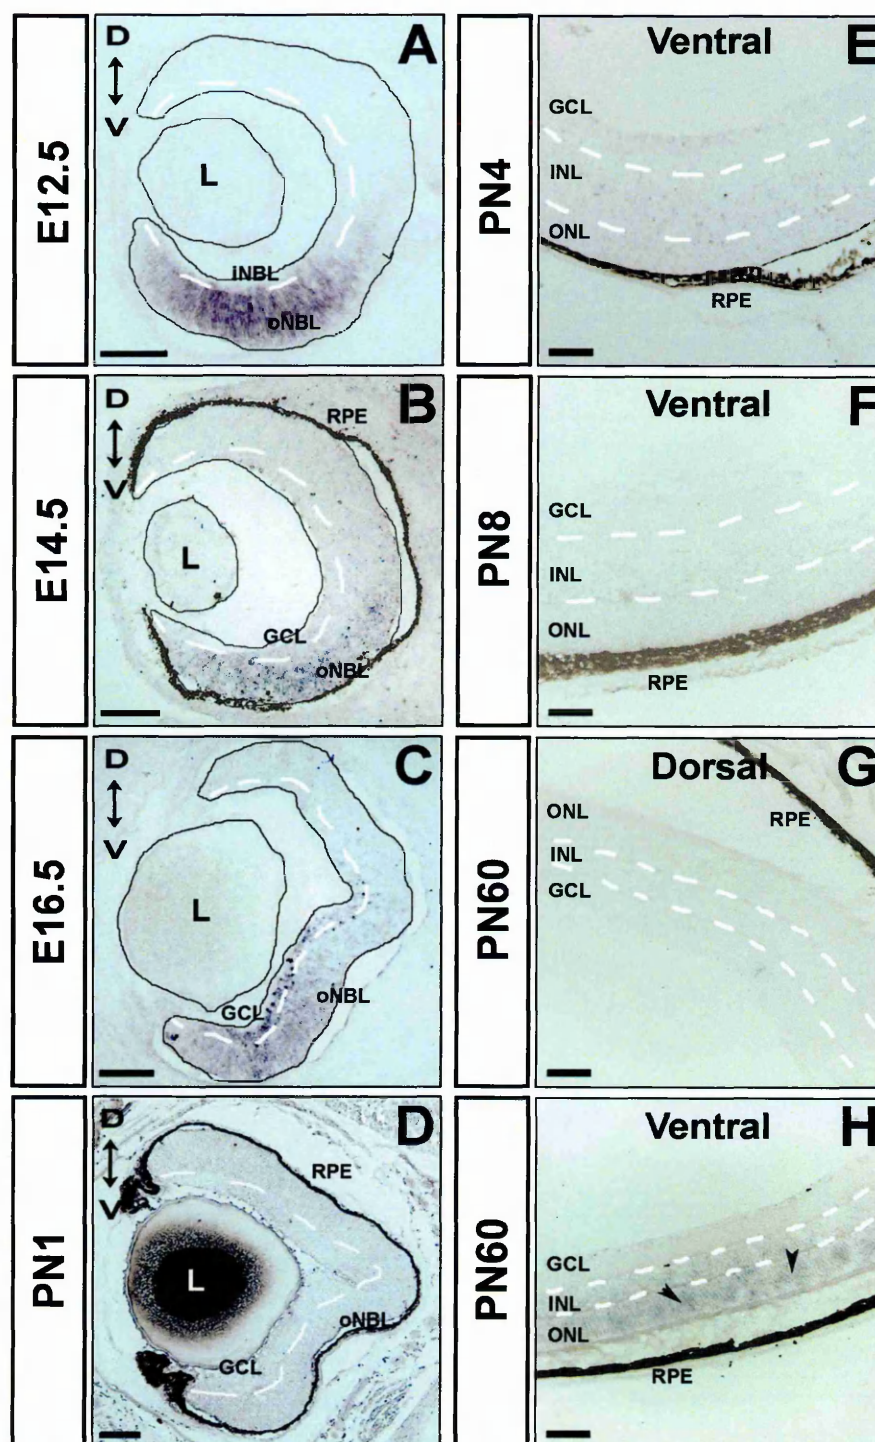 E12.5
D
V
A
L
iNBL
oNBL
E14.5
D
V
B
RPE
L
GCL
oNBL
E16.5
D
V
C
L
GCL
oNBL
PN1
D
V
D
RPE
L
oNBL
GCL
PN4
Ventral
E
GCL
INL
ONL
RPE
PN8
Ventral
F
GCL
INL
ONL
RPE
PN60
Dorsal
G
ONL
RPE
INL
GCL
PN60
Ventral
H
GCL
INL
ONL
RPE